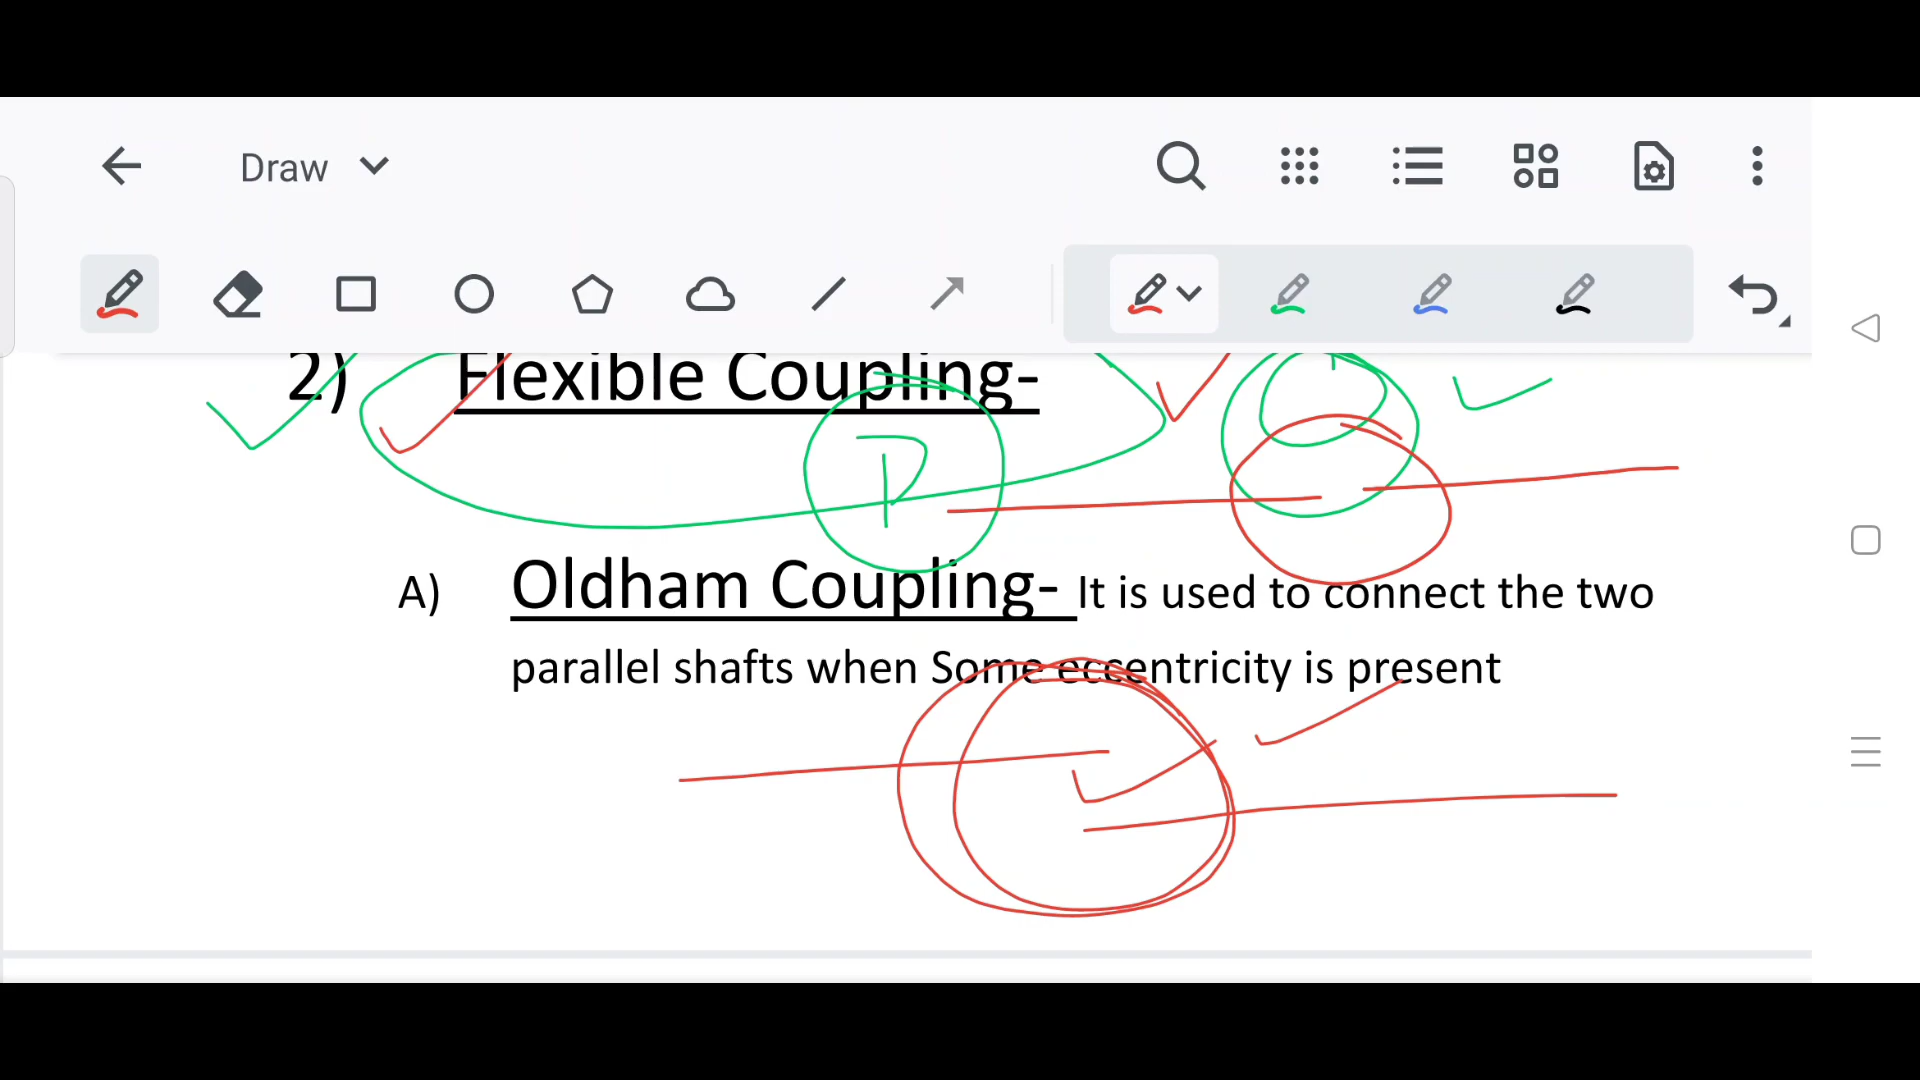 Draw
2) Flexible Coupling-
P
A) Oldham Coupling- It is used to connect the two
parallel shafts when Some eccentricity is present